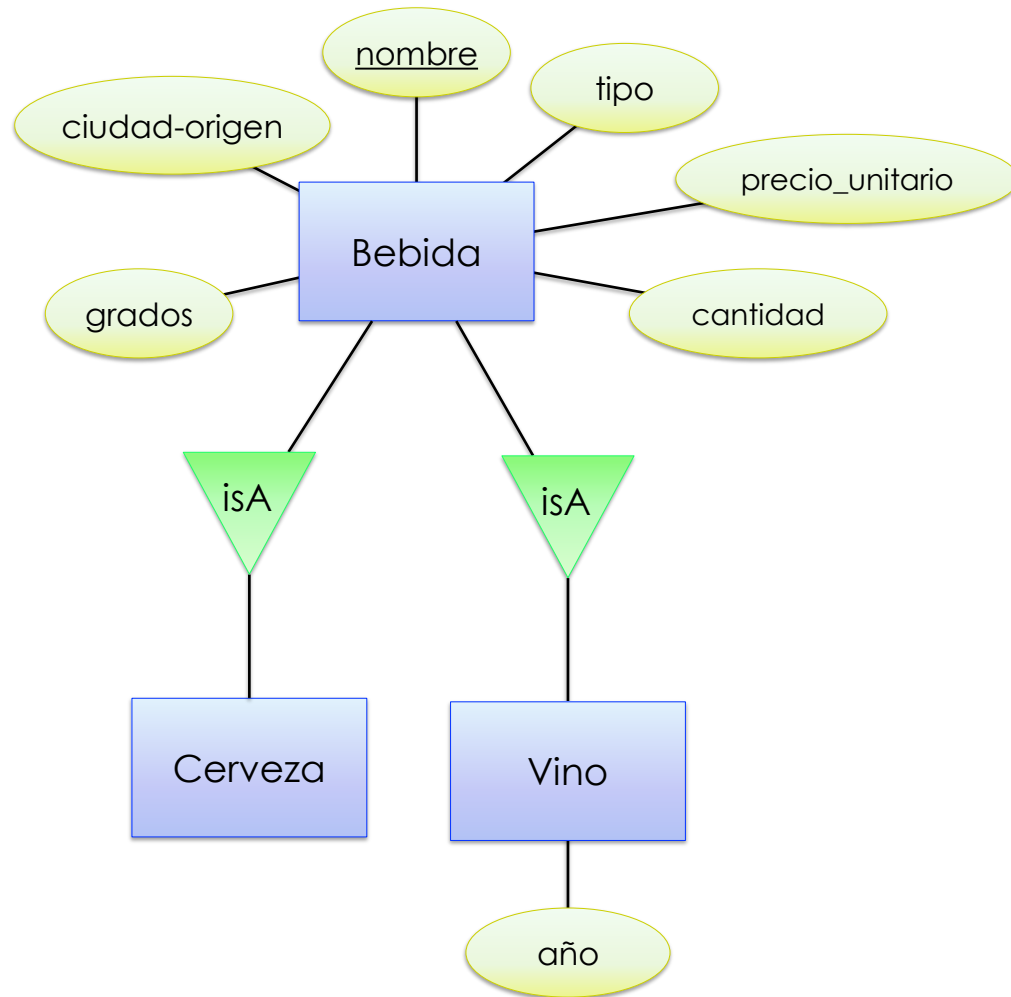 nombre
tipo
ciudad-origen
precio_unitario
Bebida
grados
cantidad
isA
isA
Cerveza
Vino
año